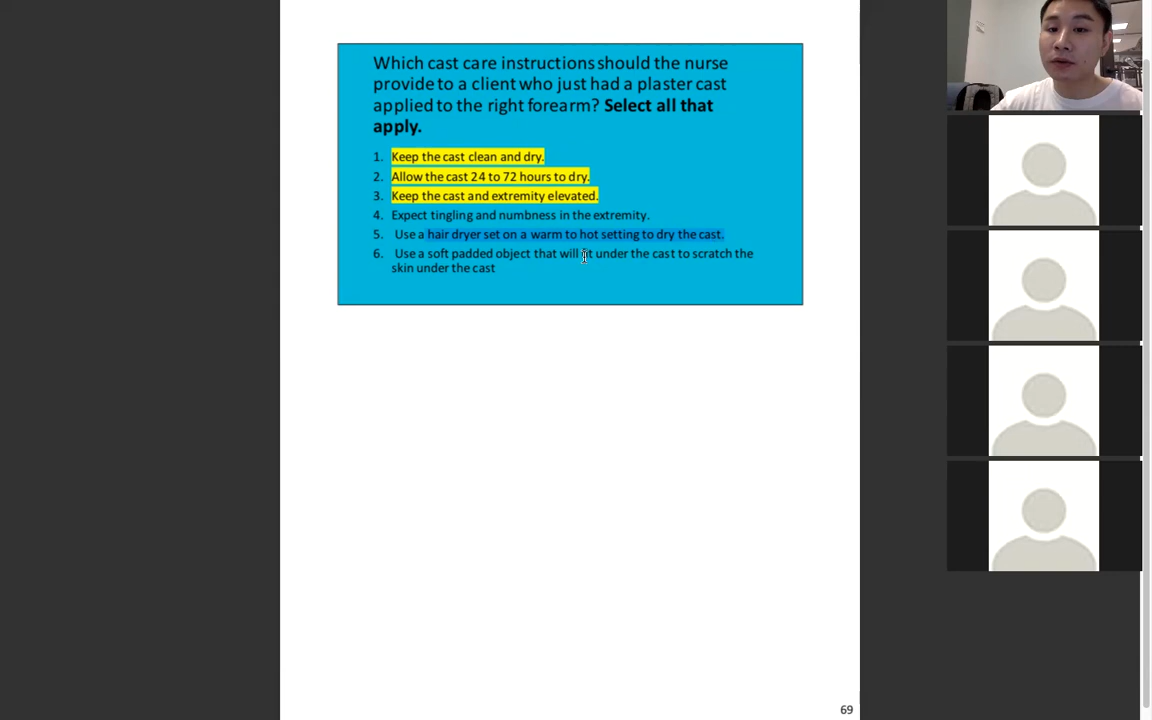 Which cast care instructions should the nurse
provide to a client who just had a plaster cast
applied to the right forearm? Select all that
apply.
1. Keep the cast clean and dry.
2. Allow the cast 24 to 72 hours to dry.
3. Keep the cast and extremity elevated.
4. Expect tingling and numbness in the extremity.
5. Use a hair dryer set on a warm to hot setting to dry the cast.
6. Use a soft padded object that will fit under the cast to scratch the
skin under the cast
69